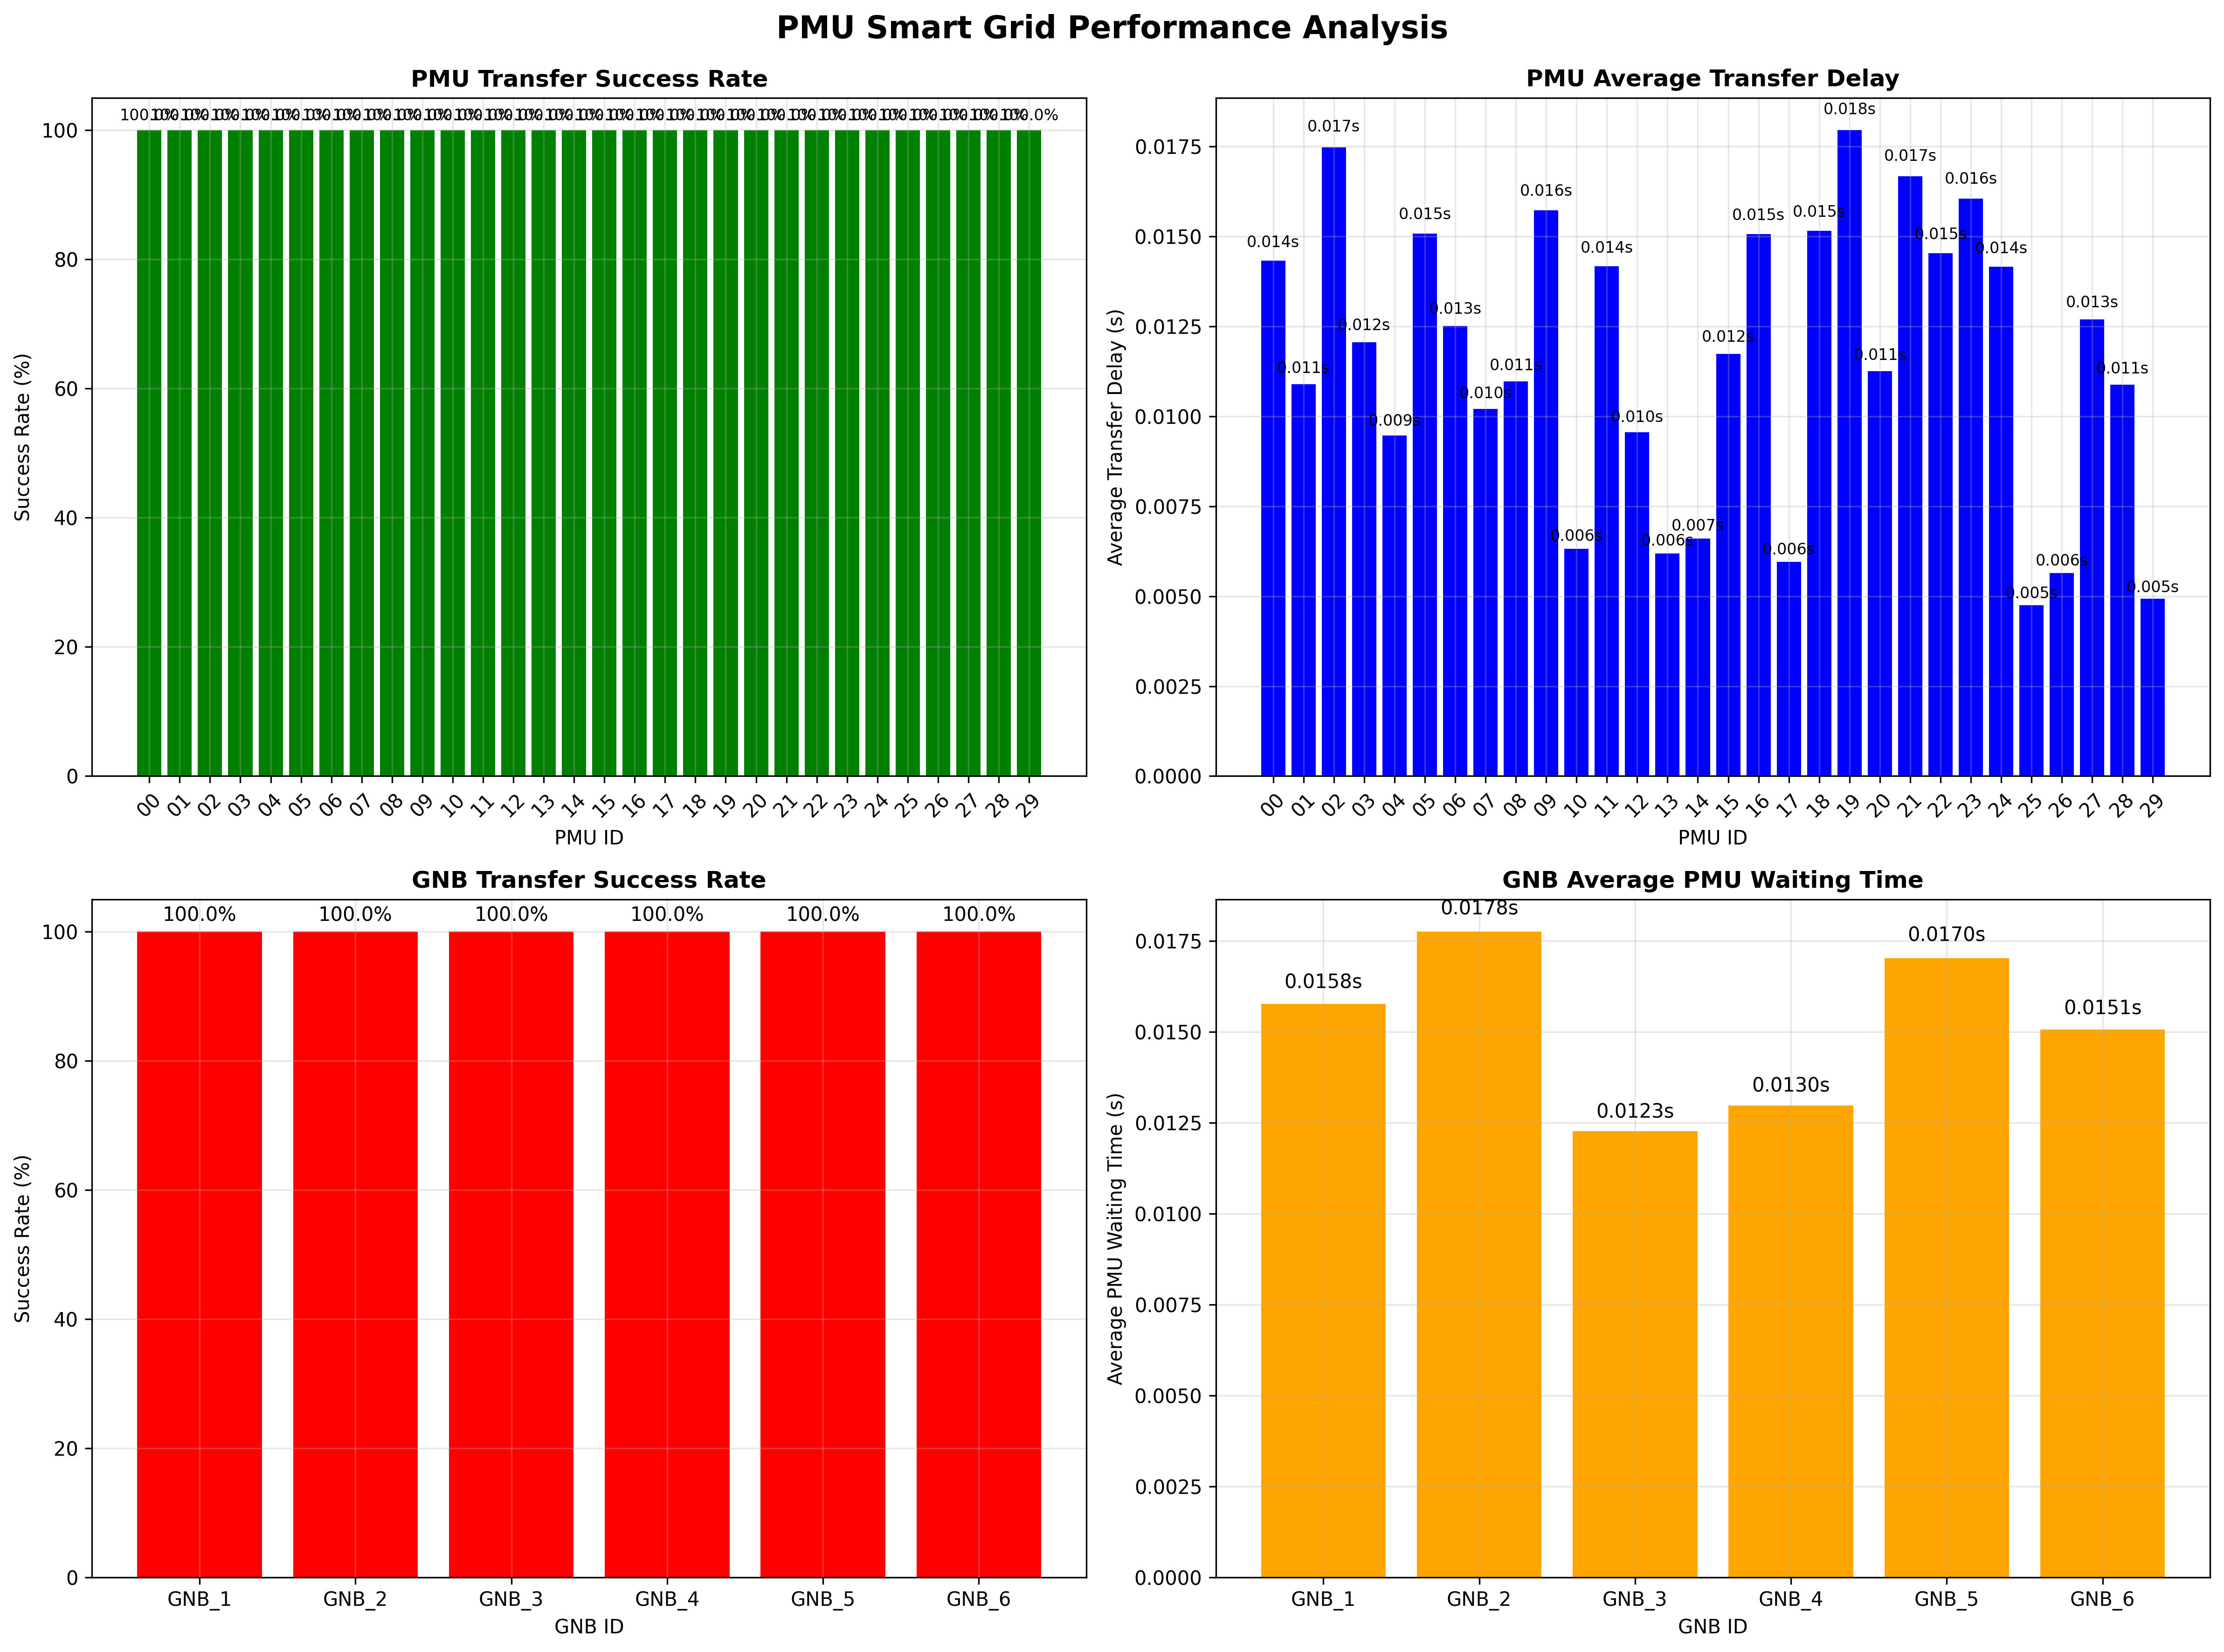 PMU Smart Grid Performance Analysis
PMU Transfer Success Rate
100.0%
100.0%
Success Rate (%)
100
80
60
40
20
0
00 01 02 03 04 05 06 07 08 09 10 11 12 13 14 15 16 17 18 19 20 21 22 23 24 25 26 27 28 29
PMU ID
PMU Average Transfer Delay
Average Transfer Delay (s)
0.0175
0.0150
0.0125
0.0100
0.0075
0.0050
0.0025
0.0000
0.014s 0.011s 0.017s 0.012s 0.009s 0.015s 0.013s 0.010s 0.011s 0.016s 0.006s 0.014s 0.010s 0.006s 0.007s 0.012s 0.015s 0.006s 0.015s 0.018s 0.011s 0.017s 0.015s 0.016s 0.014s 0.005s 0.006s 0.013s 0.011s 0.005s
00 01 02 03 04 05 06 07 08 09 10 11 12 13 14 15 16 17 18 19 20 21 22 23 24 25 26 27 28 29
PMU ID
GNB Transfer Success Rate
100.0% 100.0% 100.0% 100.0% 100.0% 100.0%
Success Rate (%)
100
80
60
40
20
0
GNB_1 GNB_2 GNB_3 GNB_4 GNB_5 GNB_6
GNB ID
GNB Average PMU Waiting Time
Average PMU Waiting Time (s)
0.0175
0.0150
0.0125
0.0100
0.0075
0.0050
0.0025
0.0000
0.0158s 0.0178s 0.0123s 0.0130s 0.0170s 0.0151s
GNB_1 GNB_2 GNB_3 GNB_4 GNB_5 GNB_6
GNB ID